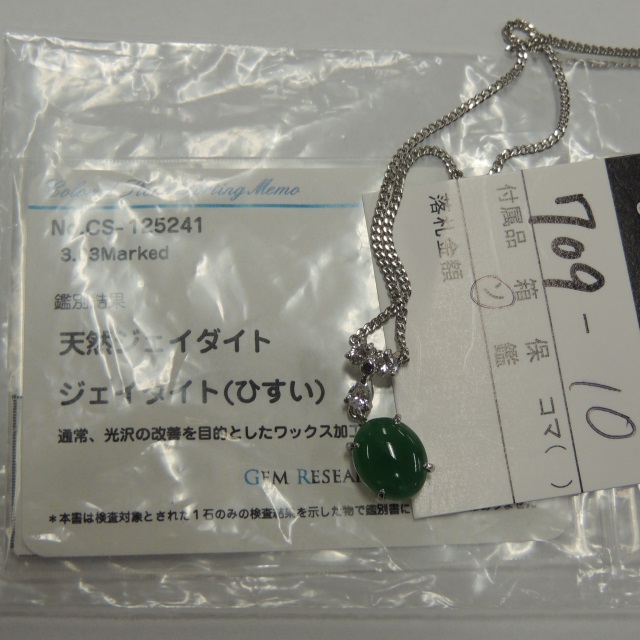 Memo
No.CS-125241
3. 3Marked
鑑別結果
天然ジェイダイト
ジェイダイト(ひすい)
通常、光沢の改善を目的としたワックス加工
GEM RESEAR
*本書は検査対象とされた1石のみの検査結果を示した物で鑑別書に
709-10
付属品 箱 ソ 保 鑑 コマ( )
落札金額